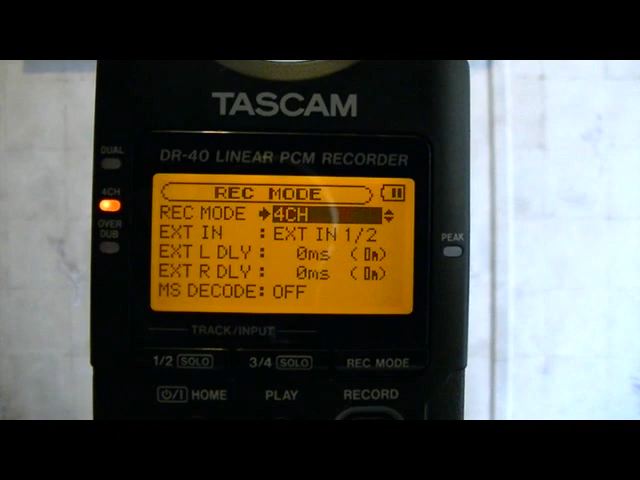 TASCAM
DR-40 LINEAR PCM RECORDER
DUAL
4CH
OVER
DUB
PEAK
REC MODE
REC MODE 4CH
EXT IN : EXT IN 1/2
EXT L DLY : 0ms ( 0m)
EXT R DLY : 0ms ( 0m)
MS DECODE : OFF
TRACK/INPUT
1/2 SOLO 3/4 SOLO REC MODE
⏻/I HOME PLAY RECORD